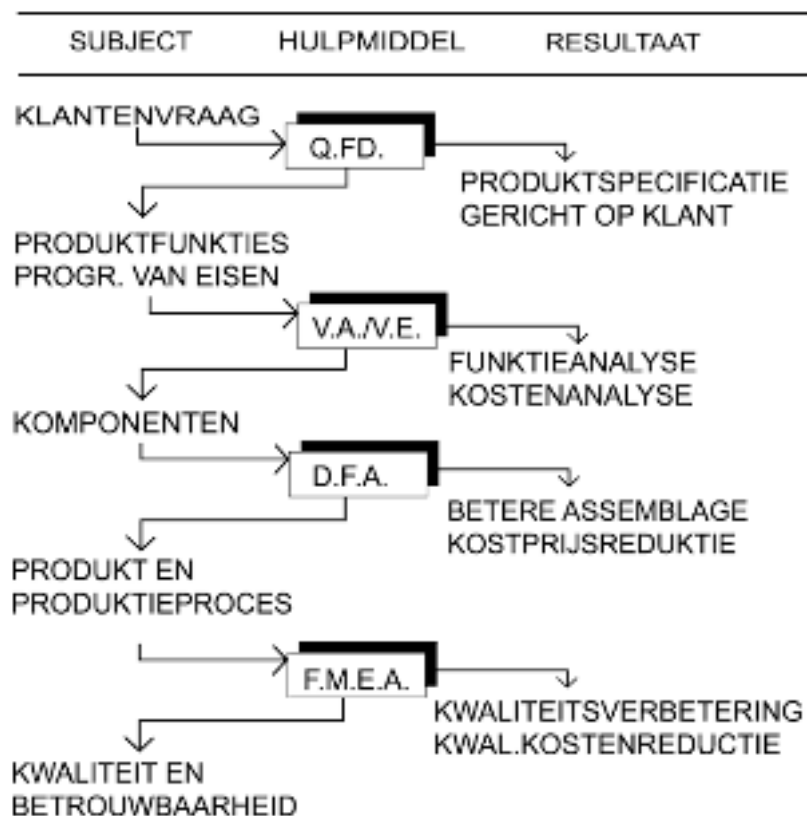 SUBJECT HULPMIDDEL RESULTAAT
KLANTENVRAAG
Q.FD.
PRODUKTSPECIFICATIE
GERICHT OP KLANT
PRODUKTFUNKTIES
PROGR. VAN EISEN
V.A./V.E.
FUNKTIEANALYSE
KOSTENANALYSE
KOMPONENTEN
D.F.A.
BETERE ASSEMBLAGE
KOSTPRIJSREDUKTIE
PRODUKT EN
PRODUKTIEPROCES
F.M.E.A.
KWALITEITSVERBETERING
KWAL.KOSTENREDUCTIE
KWALITEIT EN
BETROUWBAARHEID